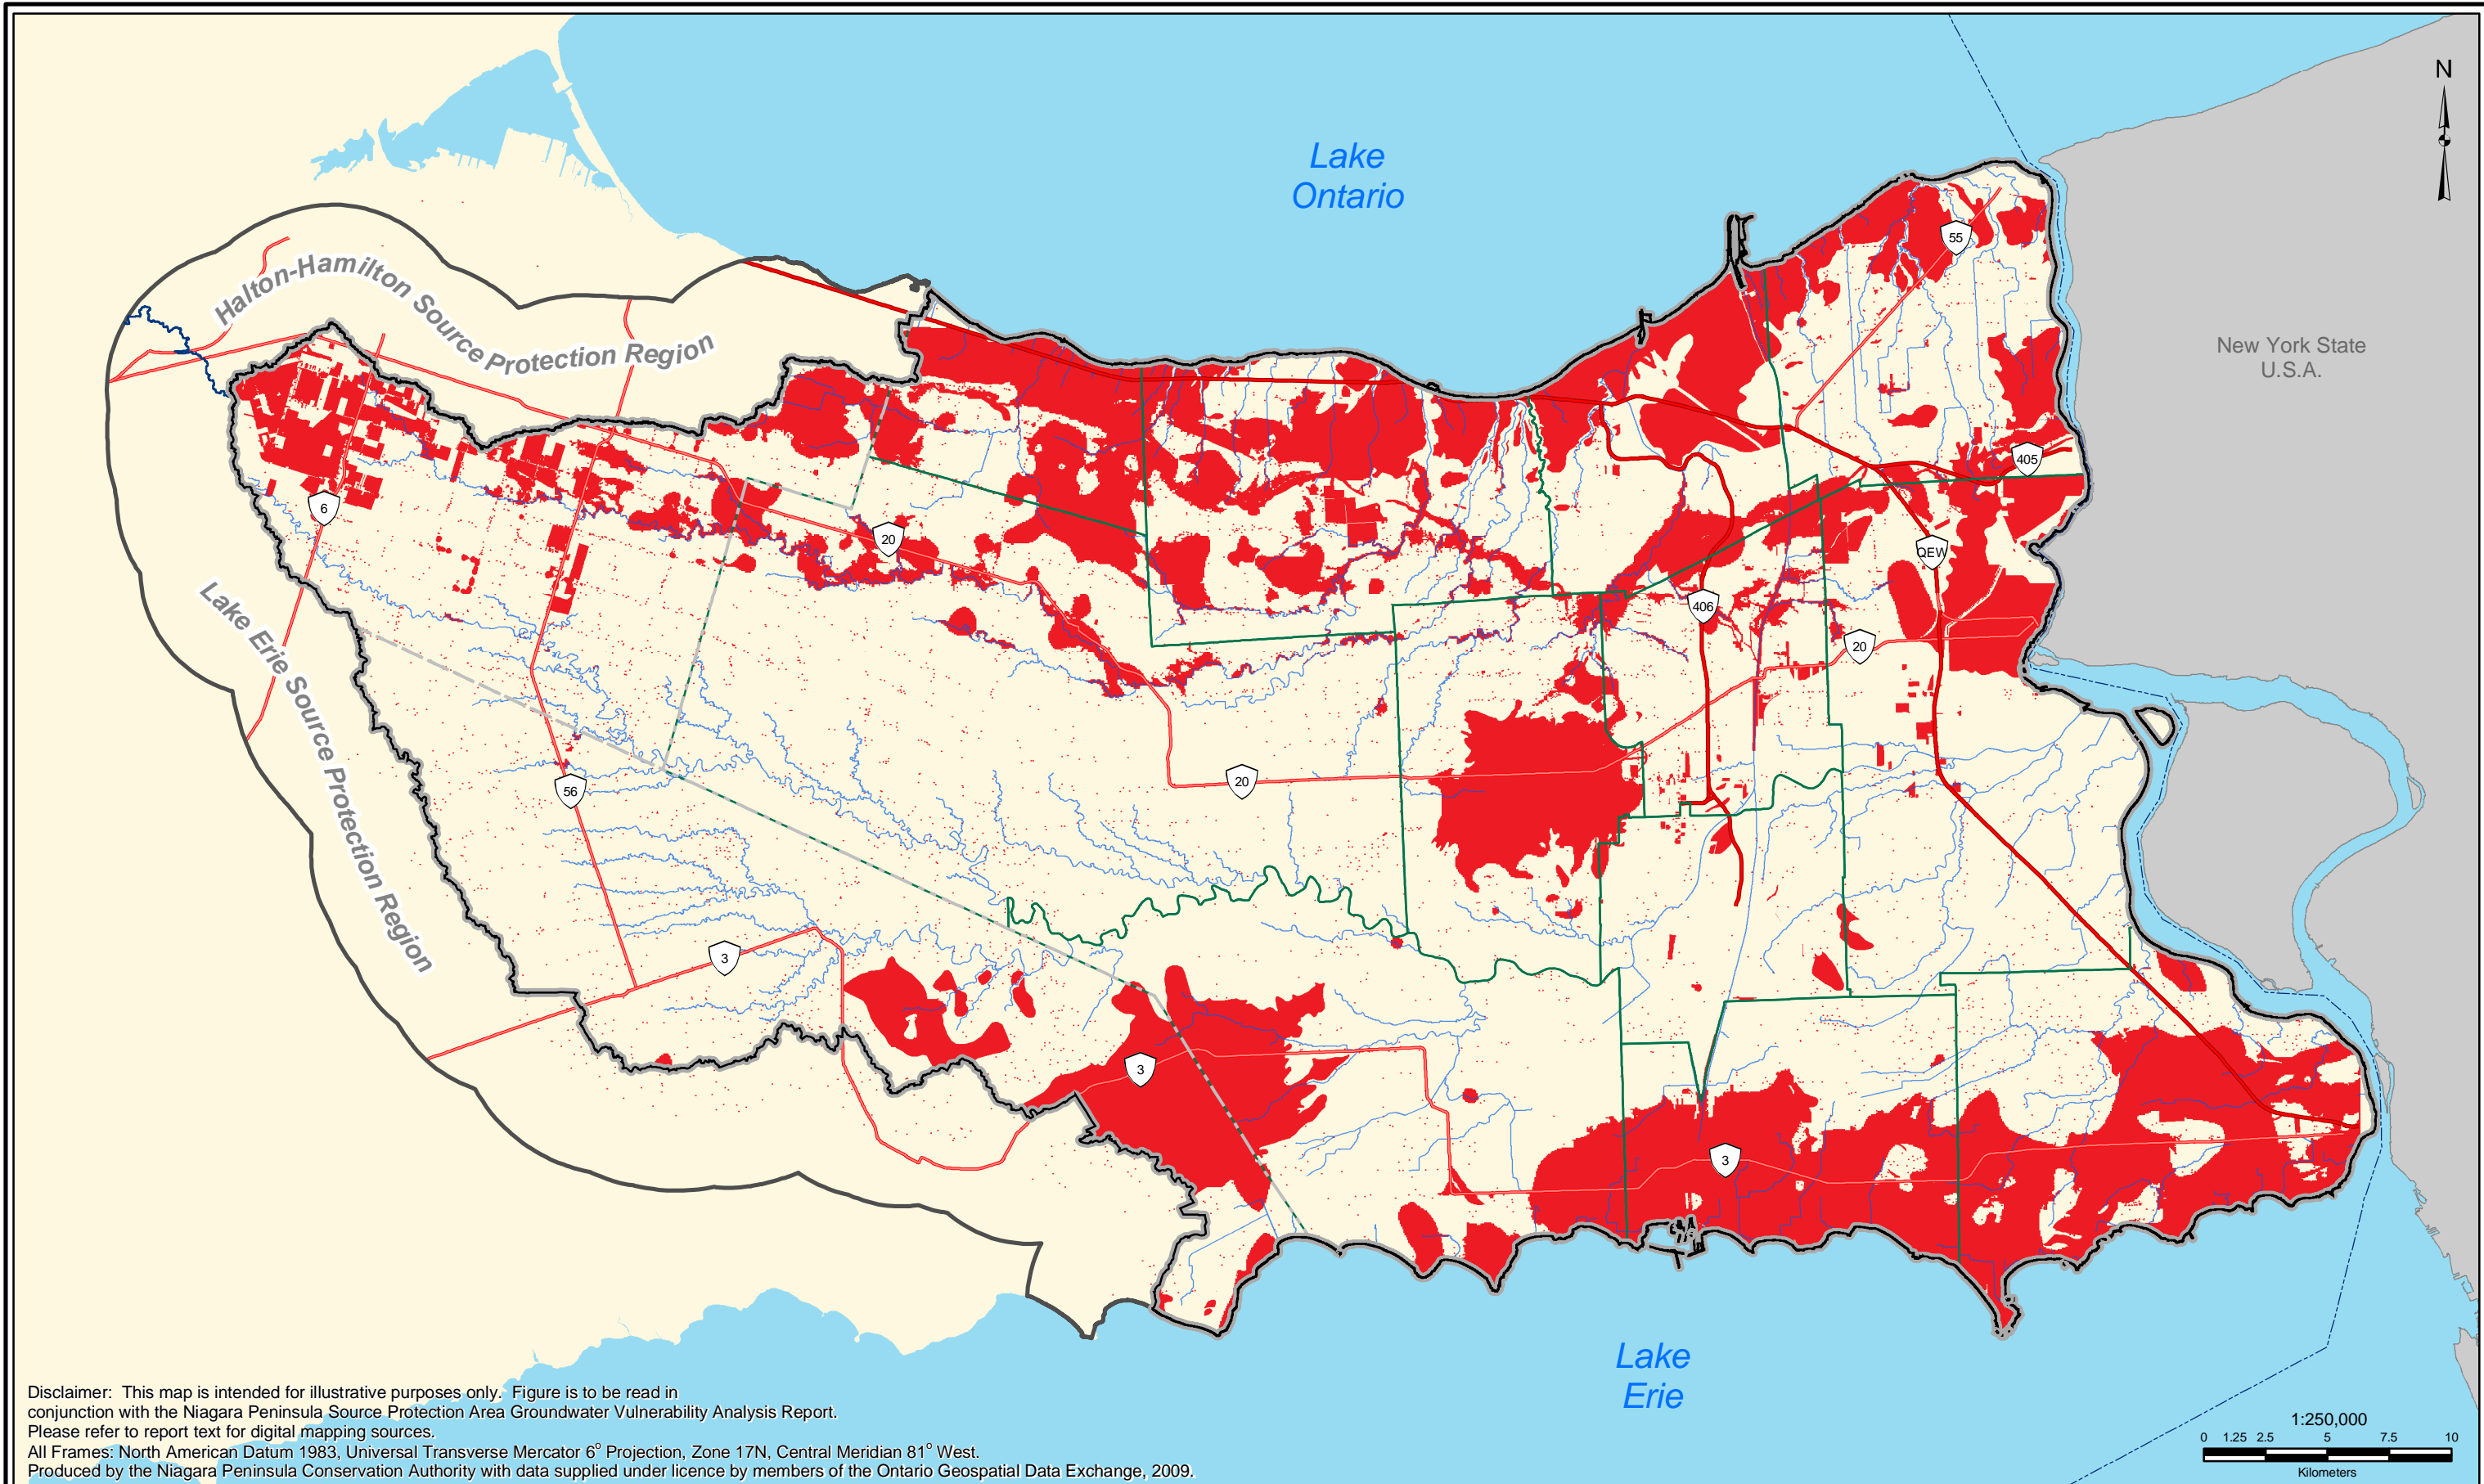 N
Lake
Ontario
55
Halton-Hamilton Source Protection Region
New York State
U.S.A.
405
6
20
QEW
406
20
Lake Erie Source Protection Region
20
56
3
3
3
Lake
Erie
Disclaimer: This map is intended for illustrative purposes only. Figure is to be read in
conjunction with the Niagara Peninsula Source Protection Area Groundwater Vulnerability Analysis Report.
Please refer to report text for digital mapping sources.
All Frames: North American Datum 1983, Universal Transverse Mercator 6° Projection, Zone 17N, Central Meridian 81° West.
Produced by the Niagara Peninsula Conservation Authority with data supplied under licence by members of the Ontario Geospatial Data Exchange, 2009.
1:250,000
0 1.25 2.5 5 7.5 10
Kilometers